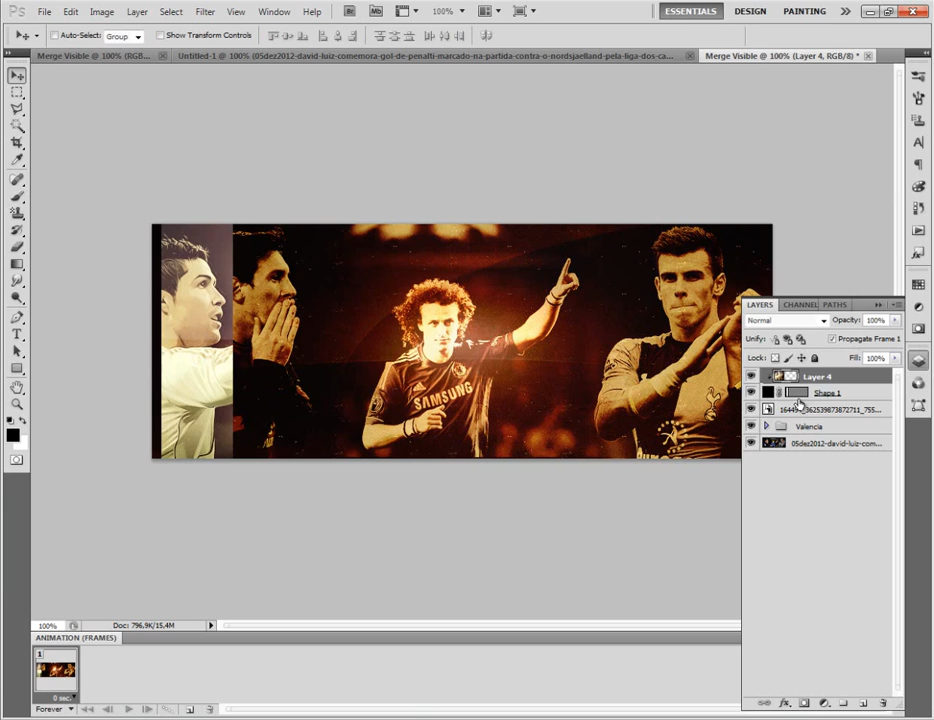 Ps File Edit Image Layer Select Filter View Window Help Br Mb 100% ESSENTIALS DESIGN PAINTING
Auto-Select: Group Show Transform Controls
Merge Visible @ 100% (RGB... Untitled-1 @ 100% (05dez2012-david-luiz-comemora-gol-de-penalti-marcado-na-partida-contra-o-nordsjaelland-pela-liga-dos-ca... Merge Visible @ 100% (Layer 4, RGB/8) *
SAMSUNG
LAYERS CHANNEL PATHS
Normal Opacity: 100%
Unify: Propagate Frame 1
Lock: Fill: 100%
Layer 4
Shape 1
Valencia
05dez2012-david-luiz-com...
100% Doc: 796,9K/15,4M
ANIMATION (FRAMES)
1
0 sec.
Forever